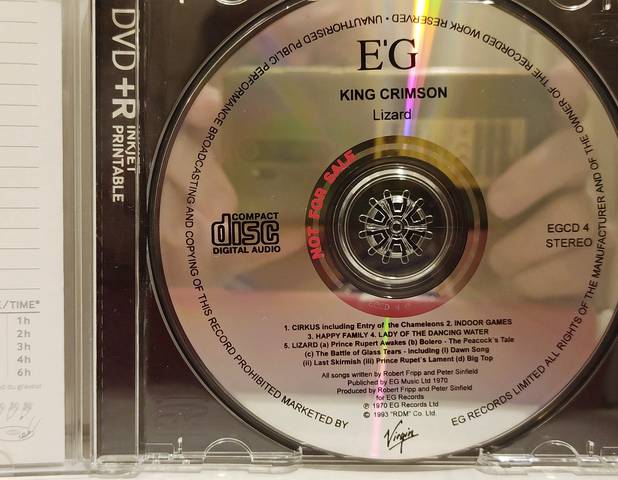 DVD+R
INKJET
PRINTABLE
E/TIME*
1h
2h
3h
4h
6h
E'G
KING CRIMSON
Lizard
NOT FOR SALE
COMPACT
disc
DIGITAL AUDIO
EGCD 4
STEREO
1. CIRKUS including Entry of the Chameleons 2. INDOOR GAMES
3. HAPPY FAMILY 4. LADY OF THE DANCING WATER
5. LIZARD (a) Prince Rupert Awakes (b) Bolero - The Peacock's Tale
(c) The Battle of Glass Tears - including (I) Dawn Song
(ii) Last Skirmish (iii) Prince Rupet's Lament (d) Big Top
All songs written by Robert Fripp and Peter Sinfield
Published by EG Music Ltd 1970
Produced by Robert Fripp and Peter Sinfield
for EG Records
℗ 1970 EG Records Ltd
© 1993 "RDM" Co. Ltd.
Virgin
EG RECORDS LIMITED ALL RIGHTS OF THE MANUFACTURER AND OF THE OWNER OF THE RECORDED WORK RESERVED • UNAUTHORISED PUBLIC PERFORMANCE BROADCASTING AND COPYING OF THIS RECORD PROHIBITED MARKETED BY